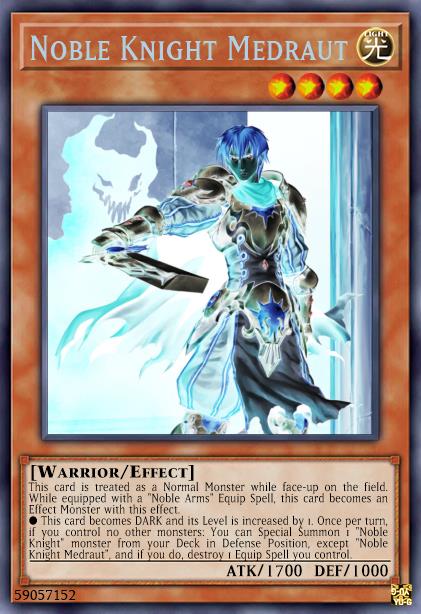 NOBLE KNIGHT MEDRAUT
LIGHT
光
[WARRIOR/EFFECT]
This card is treated as a Normal Monster while face-up on the field.
While equipped with a "Noble Arms" Equip Spell, this card becomes an
Effect Monster with this effect.
● This card becomes DARK and its Level is increased by 1. Once per turn,
if you control no other monsters: You can Special Summon 1 "Noble
Knight" monster from your Deck in Defense Position, except "Noble
Knight Medraut", and if you do, destroy 1 Equip Spell you control.
ATK/1700 DEF/1000
59057152